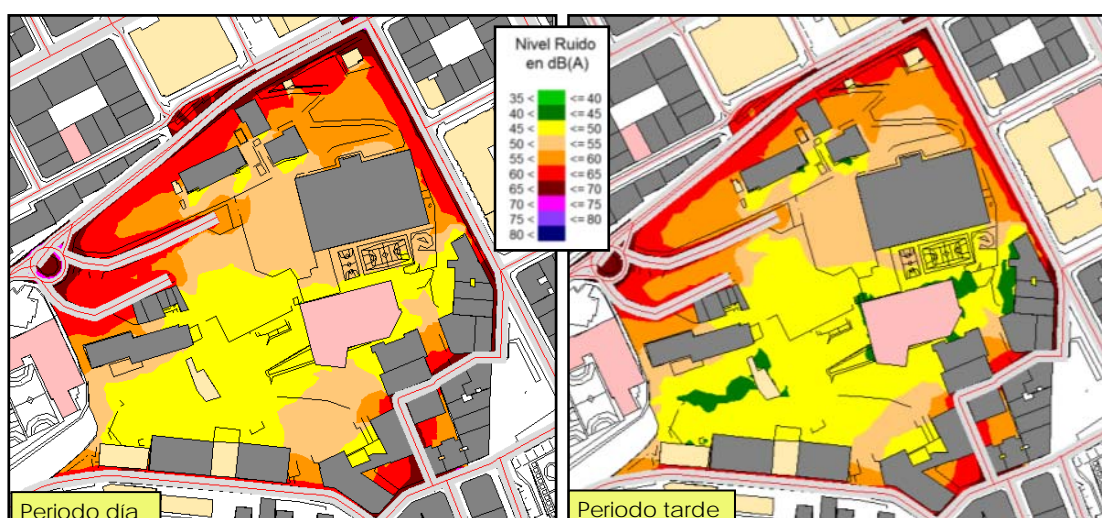 Nivel Ruido
en dB(A)
35 < <= 40
40 < <= 45
45 < <= 50
50 < <= 55
55 < <= 60
60 < <= 65
65 < <= 70
70 < <= 75
75 < <= 80
80 <
Periodo día
Periodo tarde